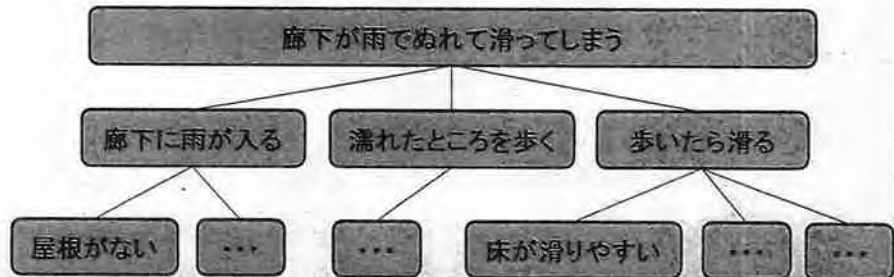 廊下が雨でぬれて滑ってしまう
廊下に雨が入る 濡れたところを歩く 歩いたら滑る
屋根がない ・・・ ・・・ 床が滑りやすい ・・・ ・・・